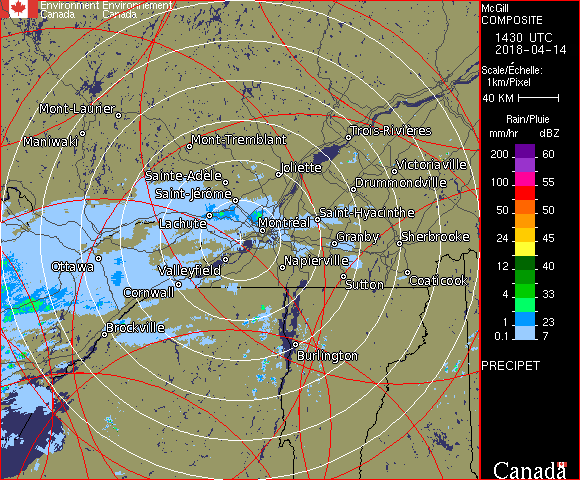 Environment Environnement
Canada Canada
McGill
COMPOSITE
1430 UTC
2018-04-14
Scale/Échelle:
1km/Pixel
40 KM
Rain/Pluie
mm/hr dBZ
200 60
100 55
50 50
24 45
12 40
4 33
1 23
0.1 7
PRECIPET
Mont-Laurier
Maniwaki
Mont-Tremblant
Trois-Rivières
Joliette
Victoriaville
Sainte-Adèle
Drummondville
Saint-Jérôme
Lachute
Montréal
Saint-Hyacinthe
Granby
Sherbrooke
Ottawa
Valleyfield
Napierville
Cornwall
Sutton
Coaticook
Brockville
Burlington
Canada